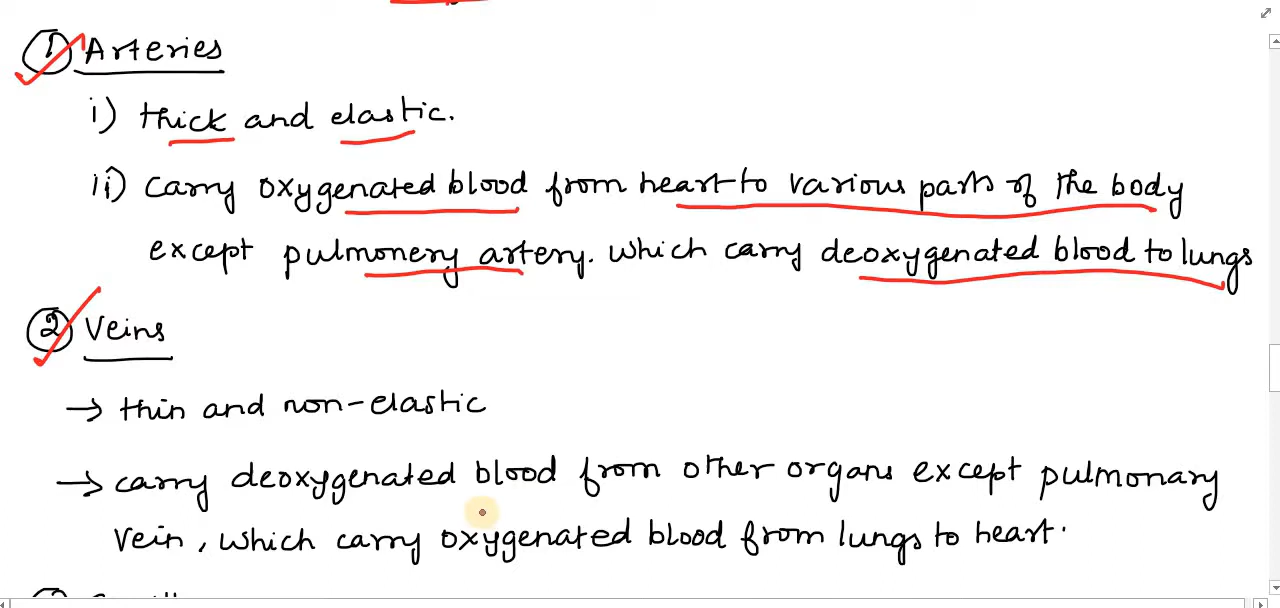 ① Arteries
i) thick and elastic.
ii) carry oxygenated blood from heart to various parts of the body
except pulmonery artery. which carry deoxygenated blood to lungs
② Veins
→ thin and non-elastic
→ carry deoxygenated blood from other organs except pulmonary
vein, which carry oxygenated blood from lungs to heart.